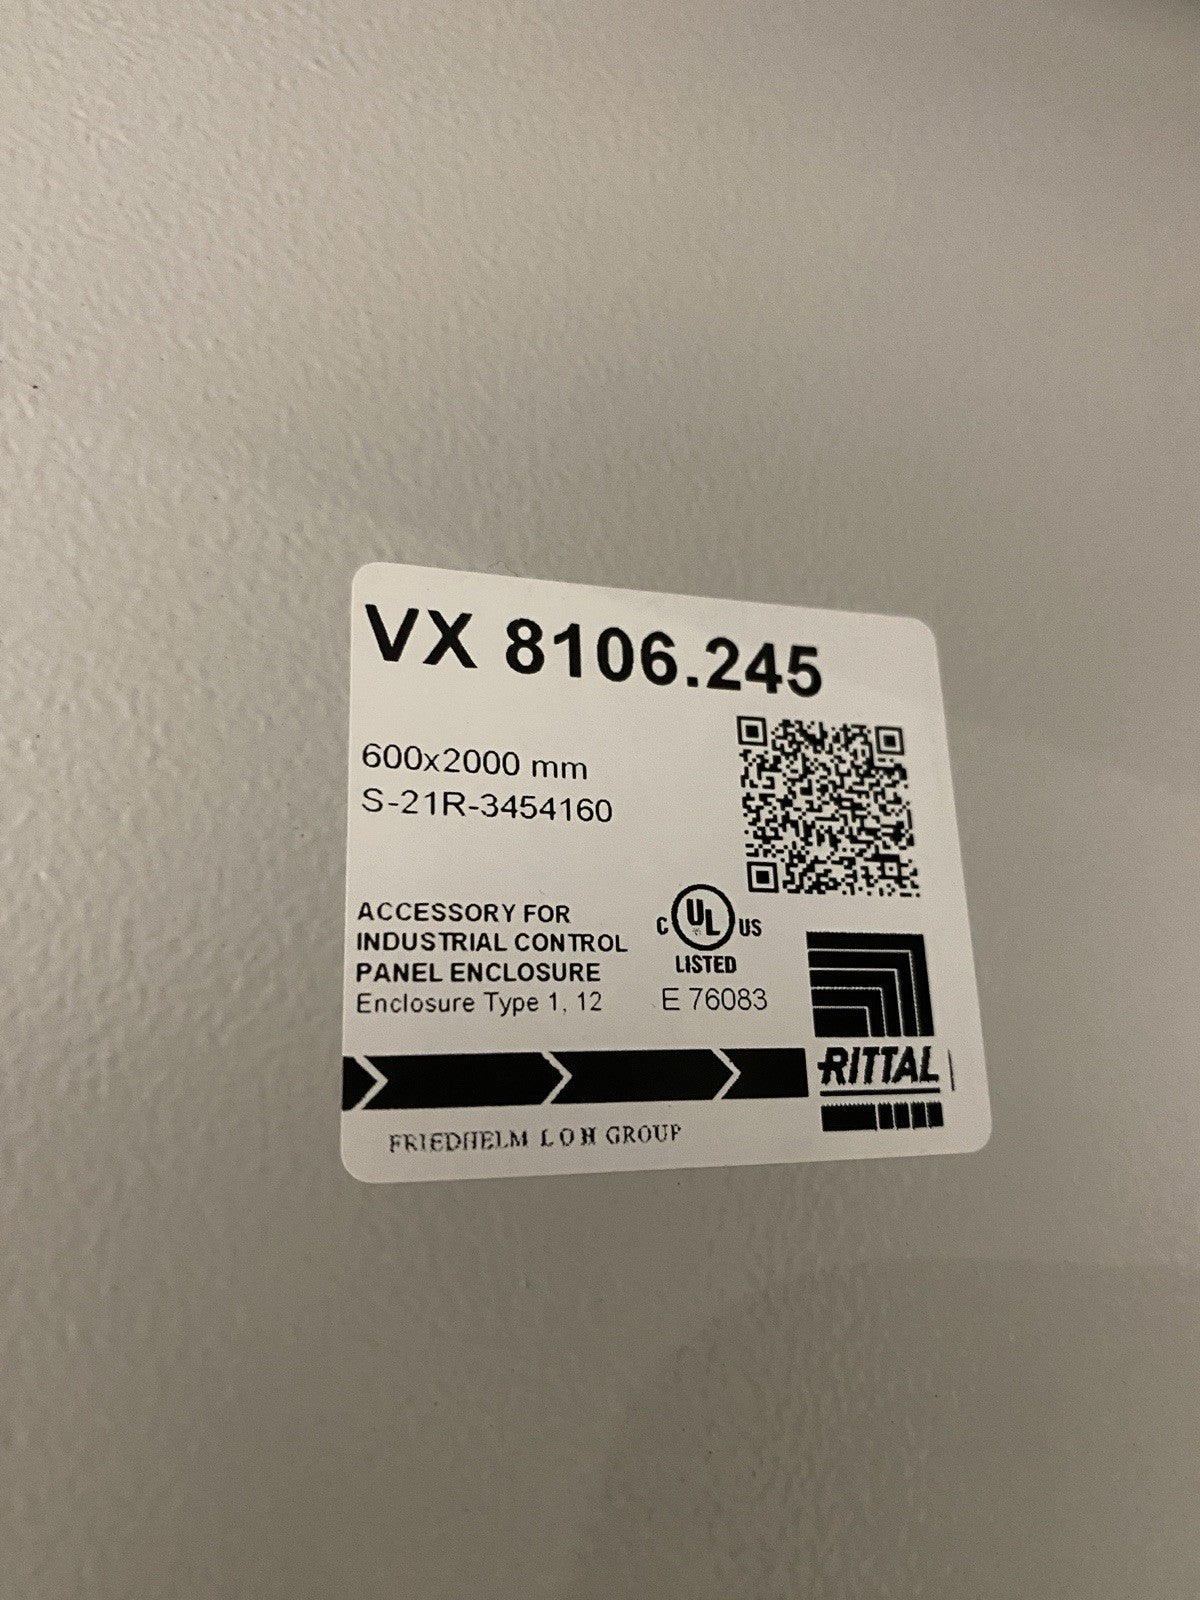 VX 8106.245
600x2000 mm
S-21R-3454160
ACCESSORY FOR
INDUSTRIAL CONTROL
PANEL ENCLOSURE
Enclosure Type 1, 12
C UL US
LISTED
E 76083
RITTAL
FRIEDHELM LOH GROUP